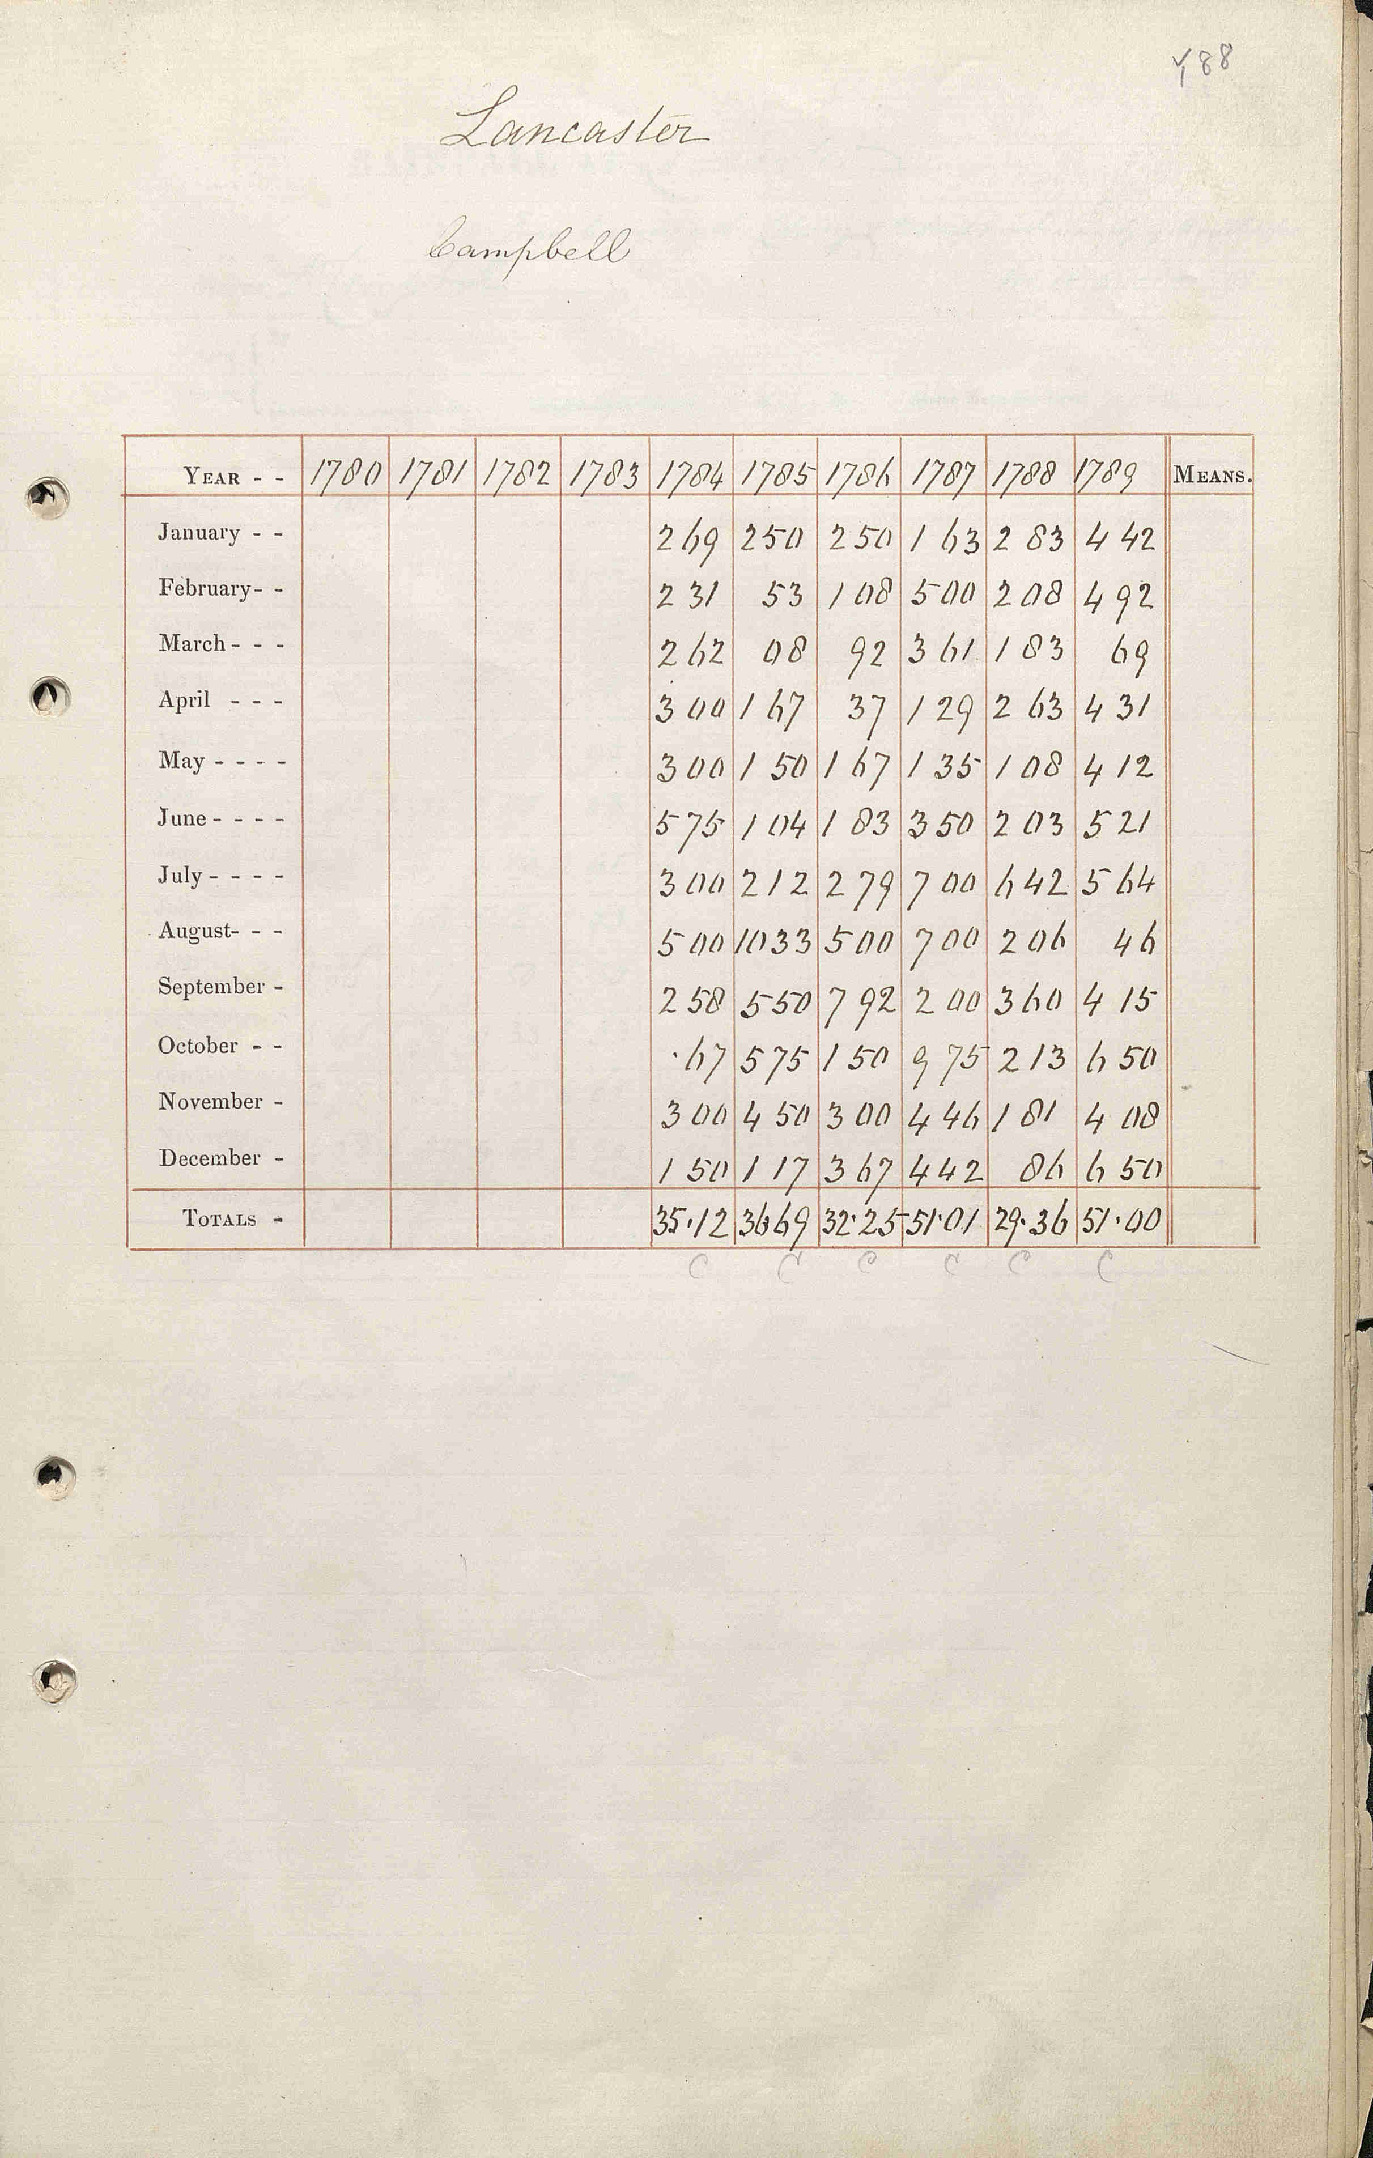 188
Lancaster
Campbell
YEAR - - 1780 1781 1782 1783 1784 1785 1786 1787 1788 1789 MEANS.
January - - 2 69 2 50 2 50 1 63 2 83 4 42
February- - 2 31 53 1 08 5 00 2 08 4 92
March - - - 2 62 08 92 3 61 1 83 69
April - - - 3 00 1 67 37 1 29 2 63 4 31
May - - - - 3 00 1 50 1 67 1 35 1 08 4 12
June - - - - 5 75 1 04 1 83 3 50 2 03 5 21
July - - - - 3 00 2 12 2 79 7 00 6 42 5 64
August- - - 5 00 10 33 5 00 7 00 2 06 46
September - 2 58 5 50 7 92 2 00 3 60 4 15
October - - ·67 5 75 1 50 9 75 2 13 6 50
November - 3 00 4 50 3 00 4 46 1 81 4 08
December - 1 50 1 17 3 67 4 42 86 6 50
TOTALS - 35·12 36·69 32·25 51·01 29·36 51·00
C C C C C C